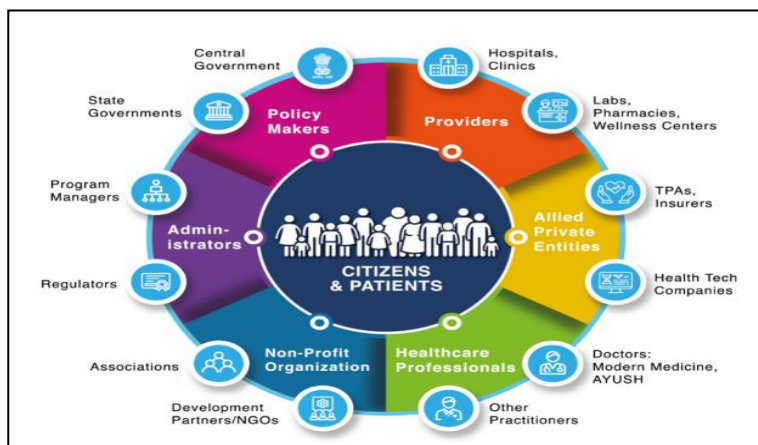 Central
Government
Hospitals,
Clinics
State
Governments
Policy
Makers
Providers
Labs,
Pharmacies,
Wellness Centers
Program
Managers
Admin-
istrators
Allied
Private
Entities
TPAs,
Insurers
CITIZENS
& PATIENTS
Regulators
Health Tech
Companies
Non-Profit
Organization
Healthcare
Professionals
Associations
Doctors:
Modern Medicine,
AYUSH
Development
Partners/NGOs
Other
Practitioners